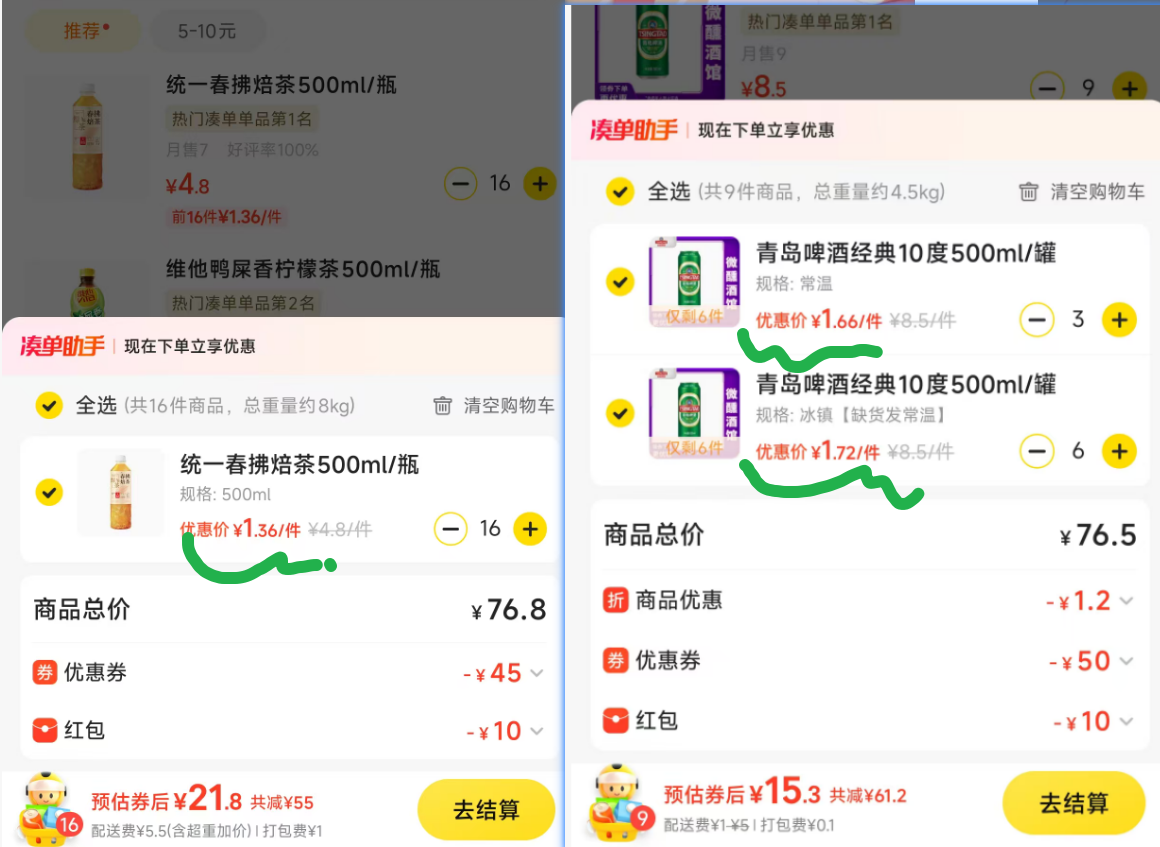 推荐
5-10元
统一春拂焙茶500ml/瓶
热门凑单单品第1名
月售7 好评率100%
¥4.8
16
前16件¥1.36/件
维他鸭屎香柠檬茶500ml/瓶
热门凑单单品第2名
凑单助手 | 现在下单立享优惠
全选 (共16件商品，总重量约8kg)
清空购物车
统一春拂焙茶500ml/瓶
规格: 500ml
优惠价 ¥1.36/件 ¥4.8/件
16
商品总价
¥76.8
券 优惠券
-¥45
红包
-¥10
16
预估券后 ¥21.8 共减¥55
配送费¥5.5(含超重加价) | 打包费¥1
去结算
TSINGTAO
微醺酒馆
热门凑单单品第1名
月售9
¥8.5
9
凑单助手 | 现在下单立享优惠
全选 (共9件商品，总重量约4.5kg)
清空购物车
微醺酒馆
仅剩6件
青岛啤酒经典10度500ml/罐
规格: 常温
优惠价 ¥1.66/件 ¥8.5/件
3
微醺酒馆
仅剩6件
青岛啤酒经典10度500ml/罐
规格: 冰镇【缺货发常温】
优惠价 ¥1.72/件 ¥8.5/件
6
商品总价
¥76.5
折 商品优惠
-¥1.2
券 优惠券
-¥50
红包
-¥10
9
预估券后 ¥15.3 共减¥61.2
配送费¥1 ¥5 | 打包费¥0.1
去结算